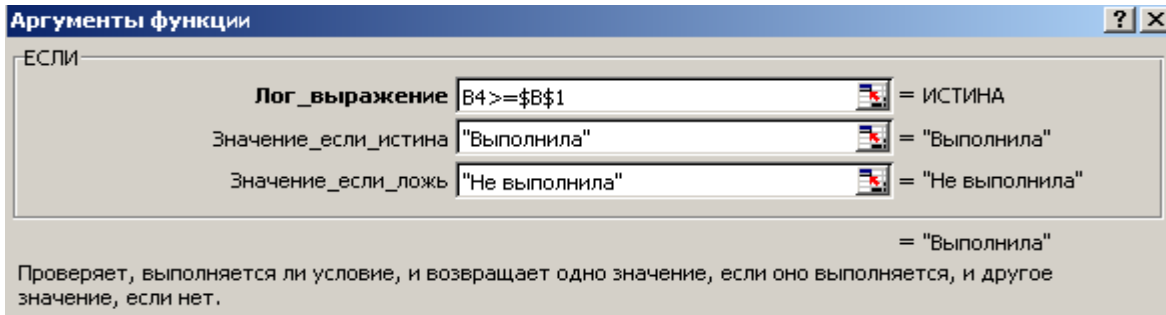 Аргументы функции ? X
ЕСЛИ
Лог_выражение B4>=$B$1 = ИСТИНА
Значение_если_истина "Выполнила" = "Выполнила"
Значение_если_ложь "Не выполнила" = "Не выполнила"
= "Выполнила"
Проверяет, выполняется ли условие, и возвращает одно значение, если оно выполняется, и другое
значение, если нет.